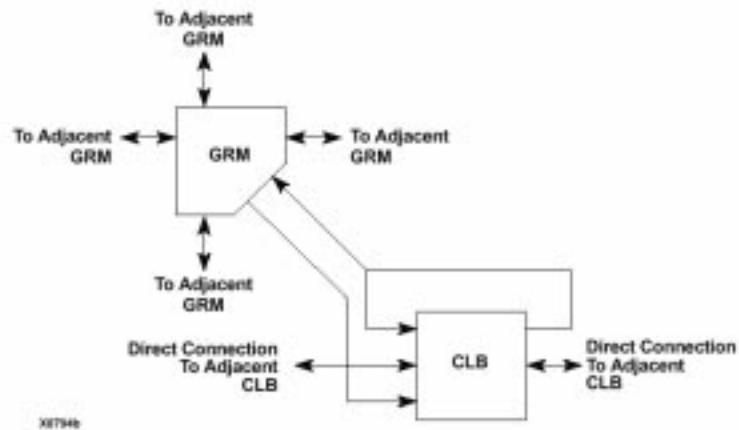 To Adjacent
GRM
To Adjacent
GRM
GRM
To Adjacent
GRM
To Adjacent
GRM
Direct Connection
To Adjacent
CLB
CLB
Direct Connection
To Adjacent
CLB
X8794b